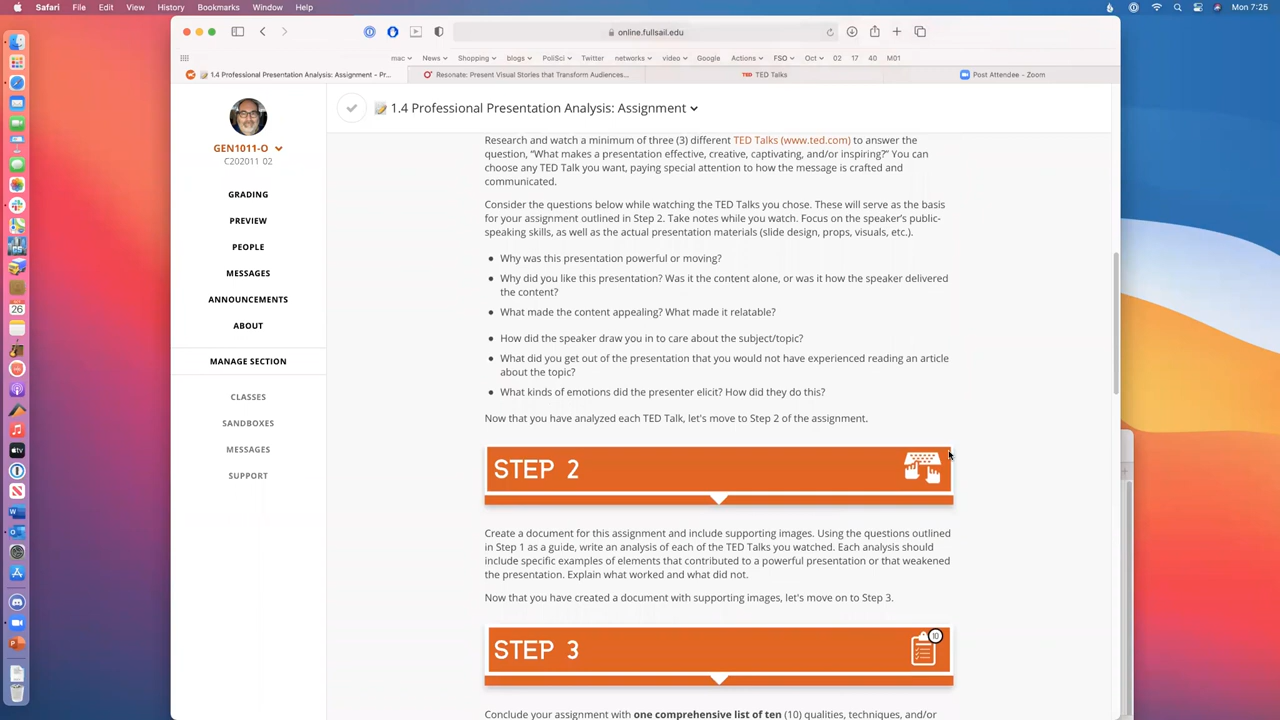 Safari File Edit View History Bookmarks Window Help Mon 7:25
online.fullsail.edu
mac News Shopping blogs PoliSci Twitter networks video Google Actions FSO Oct 02 17 40 M01
1.4 Professional Presentation Analysis: Assignment - Pr... Resonate: Present Visual Stories that Transform Audiences... TED TED Talks Post Attendee - Zoom
1.4 Professional Presentation Analysis: Assignment
GEN1011-O
C202011 02
GRADING
PREVIEW
PEOPLE
MESSAGES
ANNOUNCEMENTS
ABOUT
MANAGE SECTION
CLASSES
SANDBOXES
MESSAGES
SUPPORT
Research and watch a minimum of three (3) different TED Talks (www.ted.com) to answer the
question, “What makes a presentation effective, creative, captivating, and/or inspiring?” You can
choose any TED Talk you want, paying special attention to how the message is crafted and
communicated.
Consider the questions below while watching the TED Talks you chose. These will serve as the basis
for your assignment outlined in Step 2. Take notes while you watch. Focus on the speaker’s public-
speaking skills, as well as the actual presentation materials (slide design, props, visuals, etc.).
Why was this presentation powerful or moving?
Why did you like this presentation? Was it the content alone, or was it how the speaker delivered
the content?
What made the content appealing? What made it relatable?
How did the speaker draw you in to care about the subject/topic?
What did you get out of the presentation that you would not have experienced reading an article
about the topic?
What kinds of emotions did the presenter elicit? How did they do this?
Now that you have analyzed each TED Talk, let's move to Step 2 of the assignment.
STEP 2
Create a document for this assignment and include supporting images. Using the questions outlined
in Step 1 as a guide, write an analysis of each of the TED Talks you watched. Each analysis should
include specific examples of elements that contributed to a powerful presentation or that weakened
the presentation. Explain what worked and what did not.
Now that you have created a document with supporting images, let's move on to Step 3.
STEP 3
10
Conclude your assignment with one comprehensive list of ten (10) qualities, techniques, and/or
26